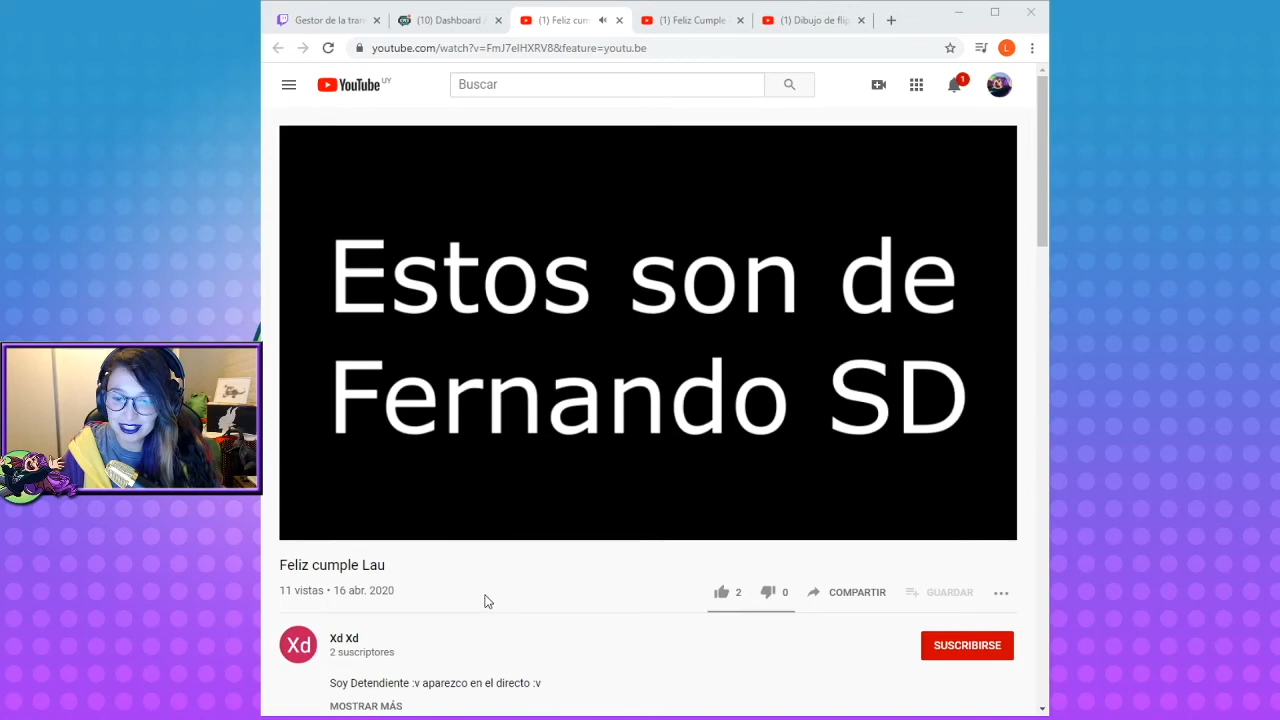 Gestor de la tran
(10) Dashboard /
(1) Feliz cum
(1) Feliz Cumple
(1) Dibujo de flip
youtube.com/watch?v=FmJ7elHXRV8&feature=youtu.be
L
YouTube UY
Buscar
1
Estos son de
Fernando SD
Feliz cumple Lau
11 vistas • 16 abr. 2020
2
0
COMPARTIR
GUARDAR
Xd
Xd Xd
2 suscriptores
SUSCRIBIRSE
Soy Detendiente :v aparezco en el directo :v
MOSTRAR MÁS